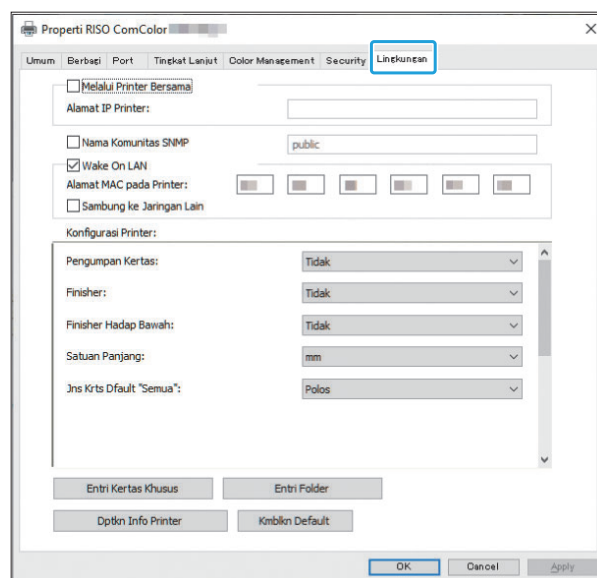 Properti RISO ComColor
Umum Berbagi Port Tingkat Lanjut Color Management Security Lingkungan
Melalui Printer Bersama
Alamat IP Printer:
Nama Komunitas SNMP public
Wake On LAN
Alamat MAC pada Printer:
Sambung ke Jaringan Lain
Konfigurasi Printer:
Pengumpan Kertas: Tidak
Finisher: Tidak
Finisher Hadap Bawah: Tidak
Satuan Panjang: mm
Jns Krts Dfault "Semua": Polos
Entri Kertas Khusus Entri Folder
Dptkn Info Printer Kmblkn Default
OK Cancel Apply